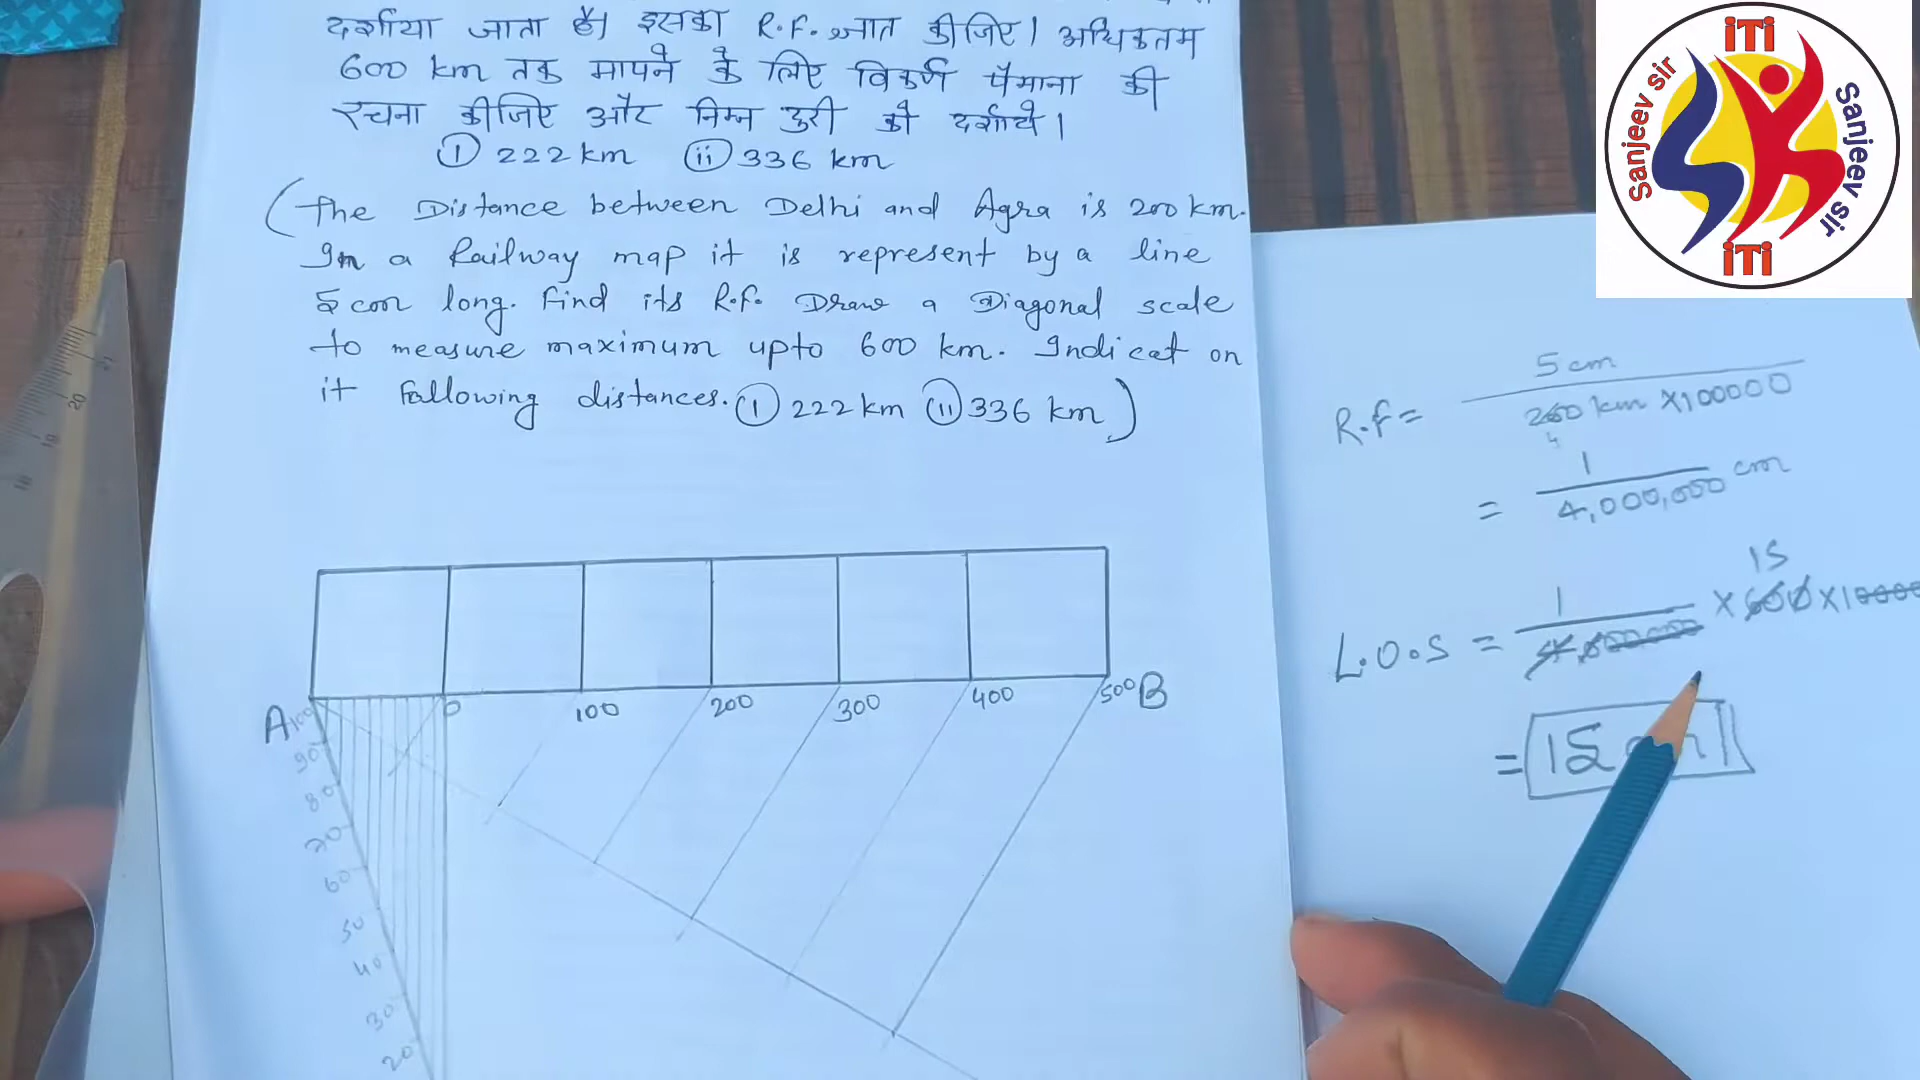 दर्शाया जाता है। इसका R.F. ज्ञात कीजिए। अधिकतम
600 km तक मापने के लिए विकर्ण पैमाना की
रचना कीजिए और निम्न दुरी को दर्शाये।
(i) 222 km (ii) 336 km
(The Distance between Delhi and Agra is 200 km.
In a Railway map it is represent by a line
5 cm long. Find its R.F. Draw a Diagonal scale
to measure maximum upto 600 km. Indicat on
it Following distances. (I) 222 km (II) 336 km)
A 100 0 100 200 300 400 500 B
90
80
70
60
50
40
30
20
R.F = 5 cm
200 km × 100000
4
= 1
4,000,000 cm
15
L.O.S = 1 × 600 × 10000
4,000,000
= 15
ITI
Sanjeev sir
Sanjeev sir
ITI